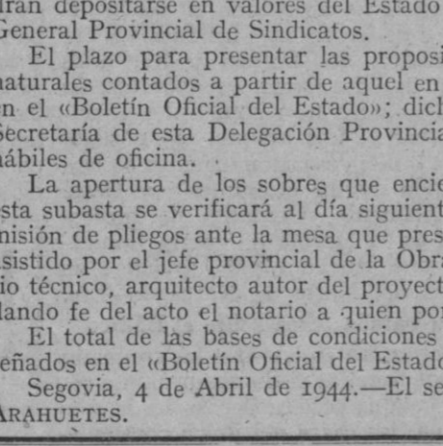 drán depositarse en valores del Estado
General Provincial de Sindicatos.
El plazo para presentar las proposi
naturales contados a partir de aquel en
en el «Boletín Oficial del Estado»; dich
Secretaría de esta Delegación Provincia
hábiles de oficina.
La apertura de los sobres que encie
esta subasta se verificará al día siguient
misión de pliegos ante la mesa que pres
asistido por el jefe provincial de la Obra
io técnico, arquitecto autor del proyect
dando fe del acto el notario a quien por
El total de las bases de condiciones
eñados en el «Boletín Oficial del Estado
Segovia, 4 de Abril de 1944.—El se
ARAHUETES.